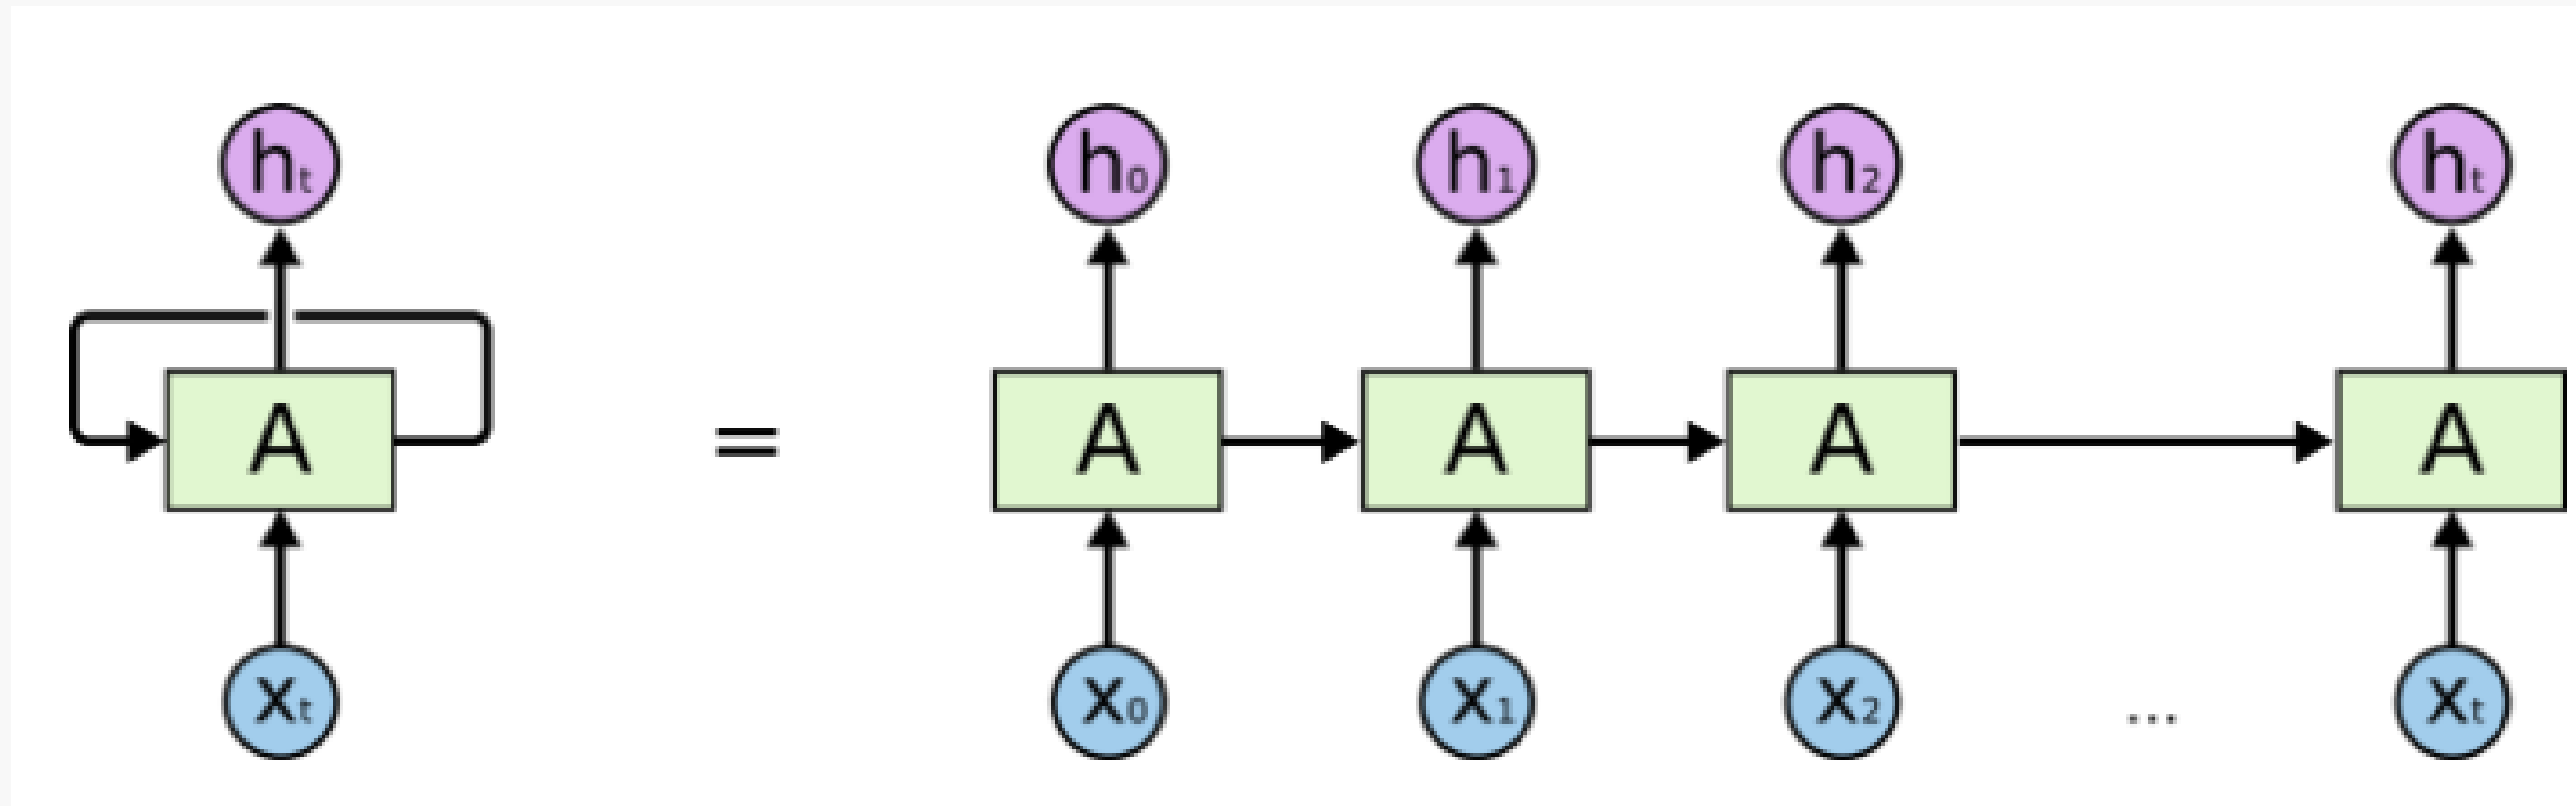 hₜ h₀ h₁ h₂ hₜ
A = A A A A
xₜ x₀ x₁ x₂ ... xₜ